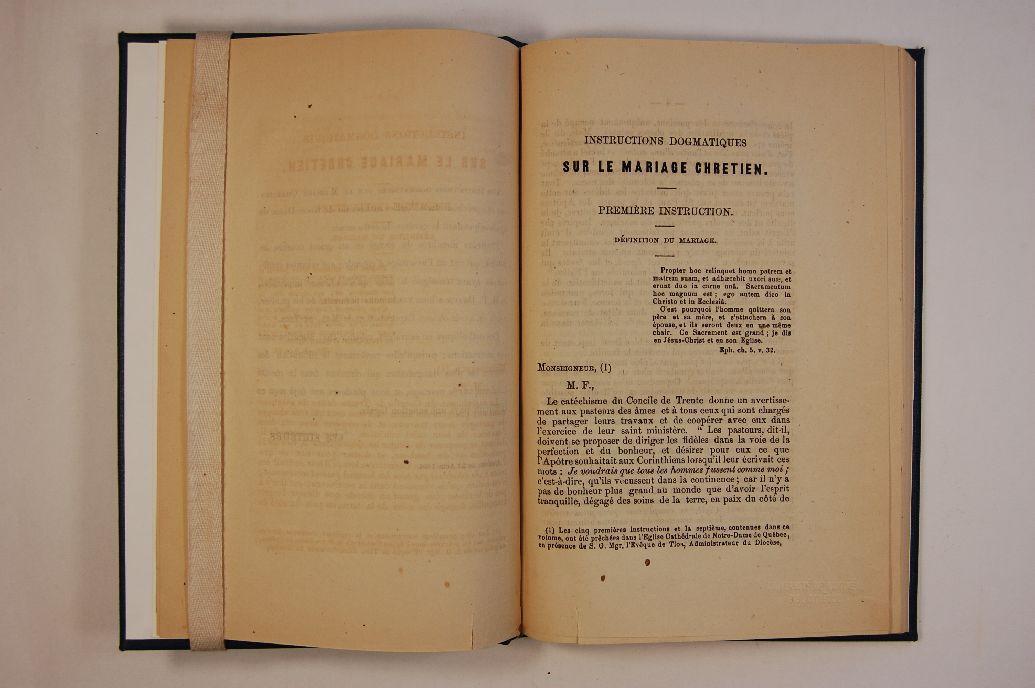 INSTRUCTIONS DOGMATIQUES
SUR LE MARIAGE CHRETIEN.
PREMIÈRE INSTRUCTION.
DÉFINITION DU MARIAGE.
Propter hoc relinquet homo patrem et
matrem suam, et adhærebit uxori suæ, et
erunt duo in carne unâ. Sacramentum
hoc magnum est ; ego autem dico in
Christo et in Ecclesiâ.
C'est pourquoi l'homme quittera son
père et sa mère, et s'attachera à son
épouse, et ils seront deux en une même
chair. Ce Sacrement est grand ; je dis
en Jésus-Christ et en son Eglise.
Eph. ch. 5, v. 32.
MONSEIGNEUR, (1)
M. F.,
Le catéchisme du Concile de Trente donne un avertisse-
ment aux pasteurs des âmes et à tous ceux qui sont chargés
de partager leurs travaux et de coopérer avec eux dans
l'exercice de leur saint ministère. " Les pasteurs, dit-il,
doivent se proposer de diriger les fidèles dans la voie de la
perfection et du bonheur, et désirer pour eux ce que
l'Apôtre souhaitait aux Corinthiens lorsqu'il leur écrivait ces
mots : Je voudrais que tous les hommes fussent comme moi ;
c'est-à-dire, qu'ils vécussent dans la continence ; car il n'y a
pas de bonheur plus grand au monde que d'avoir l'esprit
tranquille, dégagé des soins de la terre, en paix du côté de
(1) Les cinq premières instructions et la septième, contenues dans ce
volume, ont été prêchées dans l'Eglise Cathédrale de Notre-Dame de Québec,
en présence de S. G. Mgr. l'Evêque de Tloa, Administrateur du Diocèse,